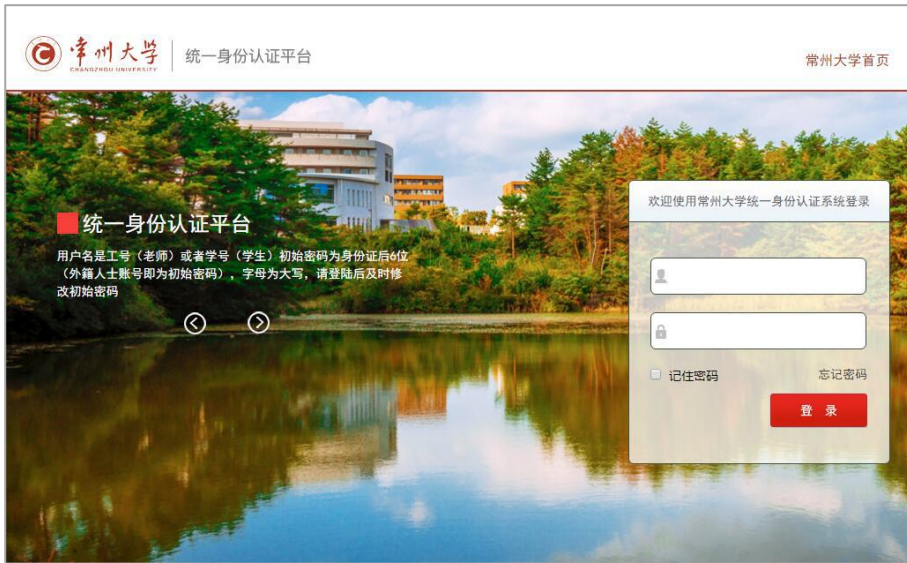 常州大学
CHANGZHOU UNIVERSITY
统一身份认证平台
常州大学首页
统一身份认证平台
用户名是工号（老师）或者学号（学生）初始密码为身份证后6位
（外籍人士账号即为初始密码），字母为大写，请登陆后及时修
改初始密码
欢迎使用常州大学统一身份认证系统登录
记住密码
忘记密码
登 录